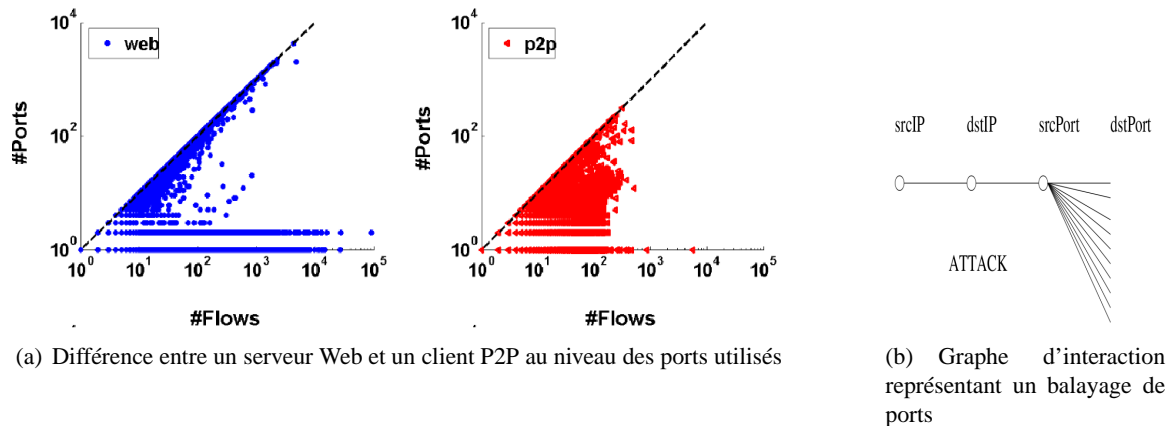 10^4
web
#Ports
10^2
10^0
10^0 10^1 10^2 10^3 10^4 10^5
#Flows
10^4
p2p
#Ports
10^2
10^0
10^0 10^1 10^2 10^3 10^4 10^5
#Flows
(a) Différence entre un serveur Web et un client P2P au niveau des ports utilisés
srcIP dstIP srcPort dstPort
ATTACK
(b) Graphe d'interaction
représentant un balayage de
ports